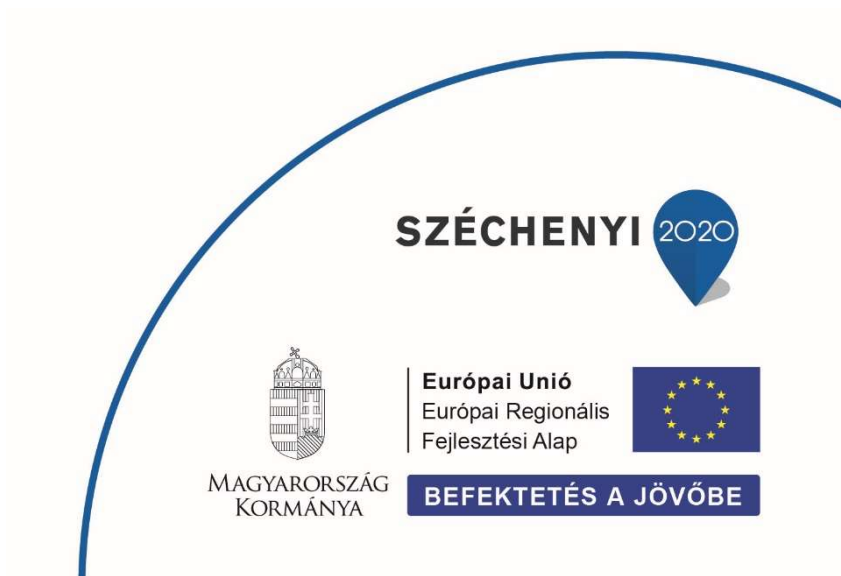 SZÉCHENYI 2020
Európai Unió
Európai Regionális
Fejlesztési Alap
MAGYARORSZÁG
KORMÁNYA
BEFEKTETÉS A JÖVŐBE